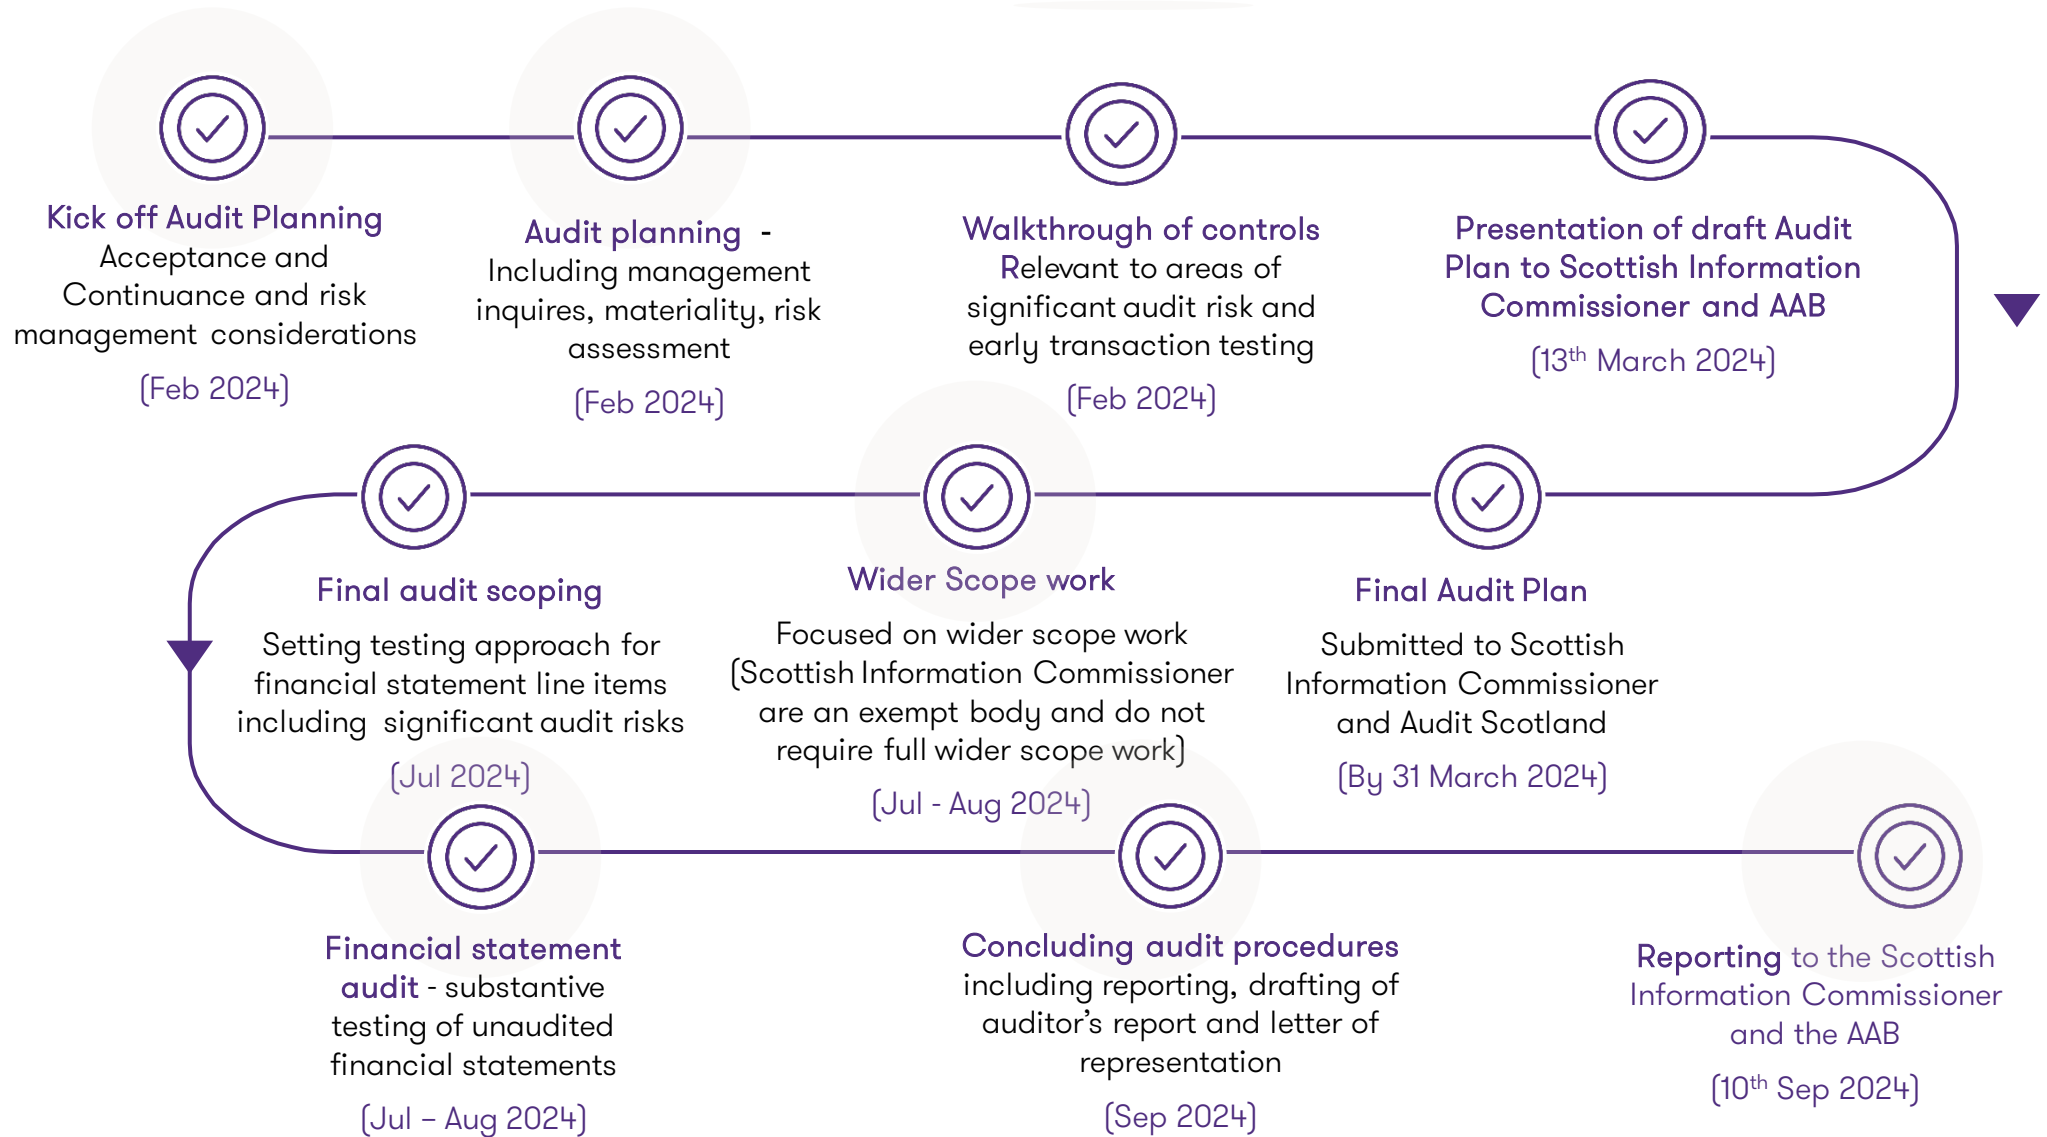 Kick off Audit Planning
Acceptance and
Continuance and risk
management considerations
(Feb 2024)
Audit planning -
Including management
inquires, materiality, risk
assessment
(Feb 2024)
Walkthrough of controls
Relevant to areas of
significant audit risk and
early transaction testing
(Feb 2024)
Presentation of draft Audit
Plan to Scottish Information
Commissioner and AAB
(13th March 2024)
Final audit scoping
Setting testing approach for
financial statement line items
including significant audit risks
(Jul 2024)
Wider Scope work
Focused on wider scope work
(Scottish Information Commissioner
are an exempt body and do not
require full wider scope work)
(Jul - Aug 2024)
Final Audit Plan
Submitted to Scottish
Information Commissioner
and Audit Scotland
(By 31 March 2024)
Financial statement
audit - substantive
testing of unaudited
financial statements
(Jul – Aug 2024)
Concluding audit procedures
including reporting, drafting of
auditor’s report and letter of
representation
(Sep 2024)
Reporting to the Scottish
Information Commissioner
and the AAB
(10th Sep 2024)